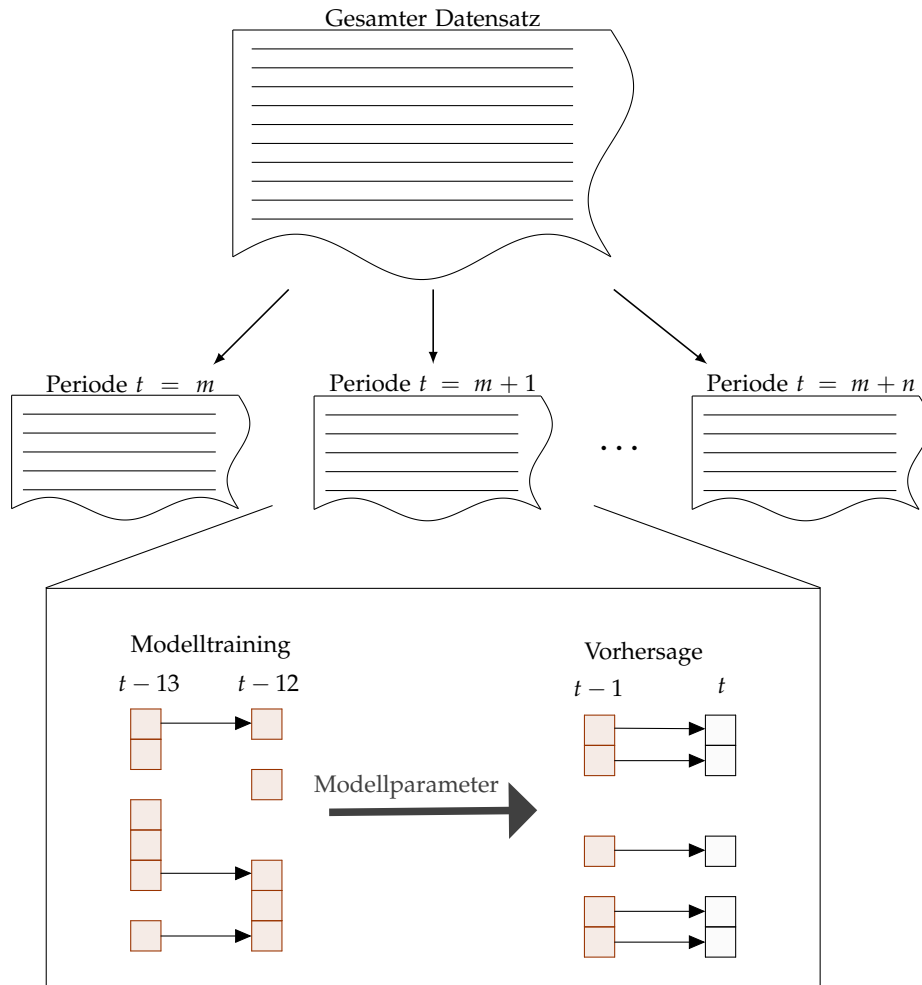 Gesamter Datensatz
Periode t = m
Periode t = m + 1
Periode t = m + n
...
Modelltraining
Vorhersage
t − 13
t − 12
t − 1
t
Modellparameter